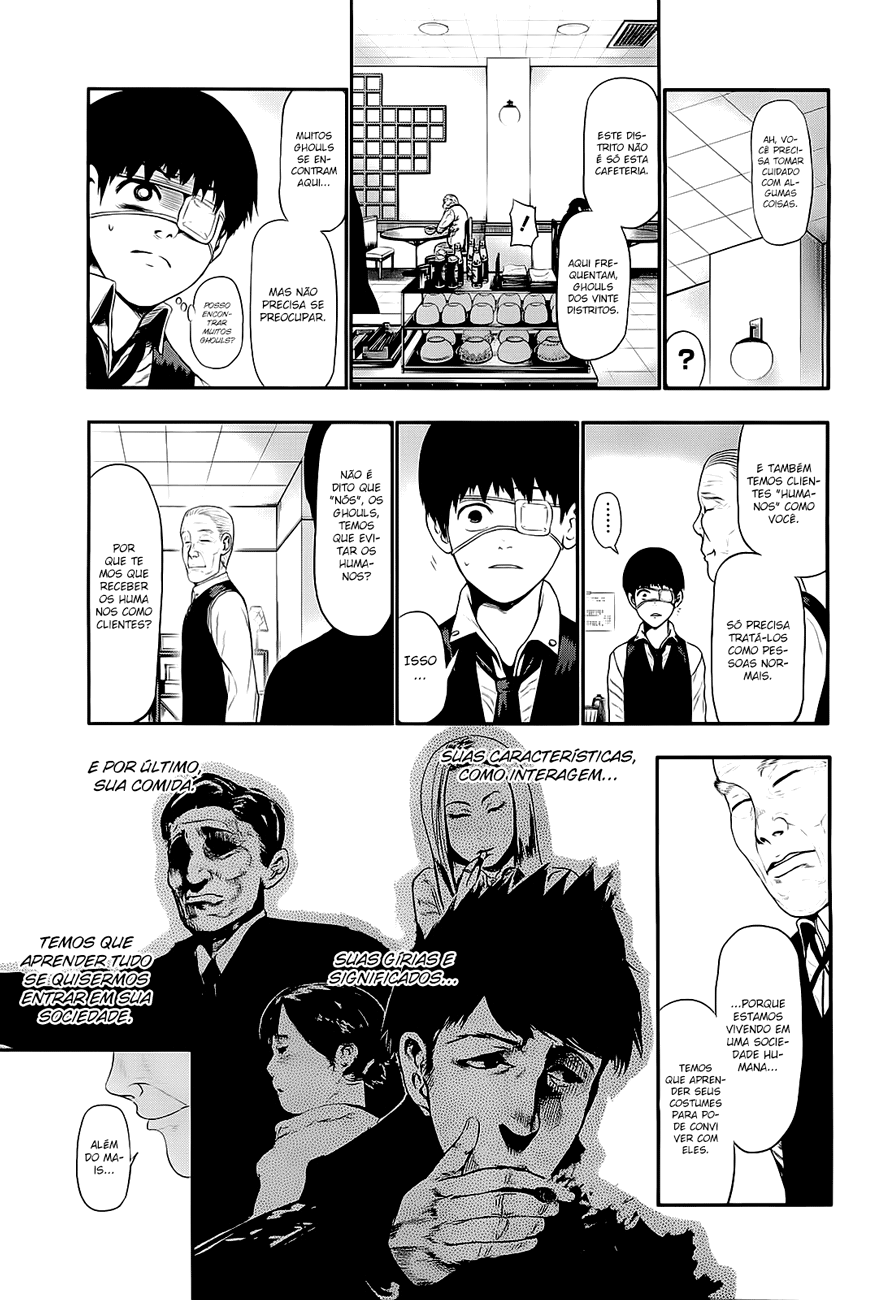 AH, VO-
CÊ PRECI-
SA TOMAR
CUIDADO
COM AL-
GUMAS
COISAS.
?
ESTE DIS-
TRITO NÃO
É SÓ ESTA
CAFETERIA.
!
AQUI FRE-
QUENTAM,
GHOULS
DOS VINTE
DISTRITOS.
MUITOS
GHOULS
SE EN-
CONTRAM
AQUI...
MAS NÃO
PRECISA SE
PREOCUPAR.
POSSO
ENCON-
TRAR
MUITOS
GHOULS?
E TAMBÉM
TEMOS CLIENTES
"HUMA-
NOS" COMO
VOCÊ.
SÓ PRECISA
TRATÁ-LOS
COMO PES-
SOAS NOR-
MAIS.
......
ISSO
...
NÃO É
DITO QUE
"NÓS", OS
GHOULS,
TEMOS
QUE EVI-
TAR OS
HUMA-
NOS?
POR
QUE TE
MOS QUE
RECEBER
OS HUMA
NOS COMO
CLIENTES?
...PORQUE
ESTAMOS
VIVENDO EM
UMA SOCIE-
DADE HUMA-
NA...
TEMOS
QUE APREN-
DER SEUS
COSTUMES
PARA PO-
DE CONVI
VER COM
ELES.
SUAS CARACTERÍSTICAS,
COMO INTERAGEM...
SUAS GÍRIAS E
SIGNIFICADOS...
E POR ÚLTIMO,
SUA COMIDA.
TEMOS QUE
APRENDER TUDO
SE QUISERMOS
ENTRAR EM SUA
SOCIEDADE.
ALÉM
DO MA-
IS...